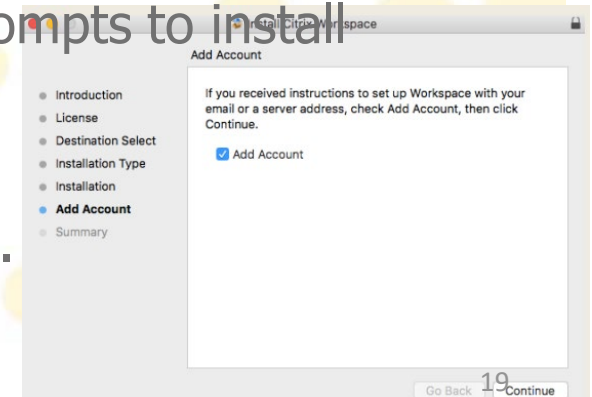 ompts to install
Install Citrix Workspace
Add Account
Introduction
License
Destination Select
Installation Type
Installation
Add Account
Summary
If you received instructions to set up Workspace with your
email or a server address, check Add Account, then click
Continue.
Add Account
.
Go Back
19
Continue